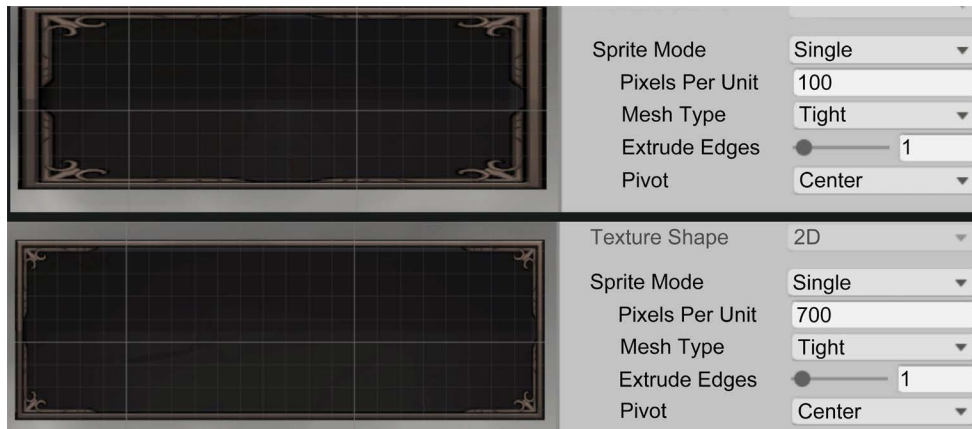 Sprite Mode Single
Pixels Per Unit 100
Mesh Type Tight
Extrude Edges 1
Pivot Center
Texture Shape 2D
Sprite Mode Single
Pixels Per Unit 700
Mesh Type Tight
Extrude Edges 1
Pivot Center